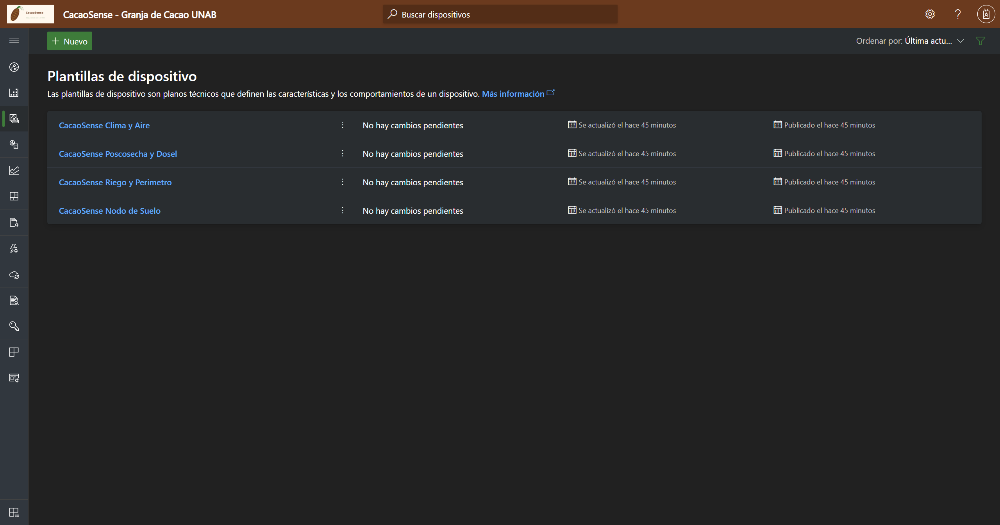 CacaoSense
CacaoSense - Granja de Cacao UNAB
Buscar dispositivos
Nuevo
Ordenar por: Última actu...
Plantillas de dispositivo
Las plantillas de dispositivo son planos técnicos que definen las características y los comportamientos de un dispositivo. Más información
CacaoSense Clima y Aire
No hay cambios pendientes
Se actualizó el hace 45 minutos
Publicado el hace 45 minutos
CacaoSense Poscosecha y Dosel
No hay cambios pendientes
Se actualizó el hace 45 minutos
Publicado el hace 45 minutos
CacaoSense Riego y Perimetro
No hay cambios pendientes
Se actualizó el hace 45 minutos
Publicado el hace 45 minutos
CacaoSense Nodo de Suelo
No hay cambios pendientes
Se actualizó el hace 45 minutos
Publicado el hace 45 minutos